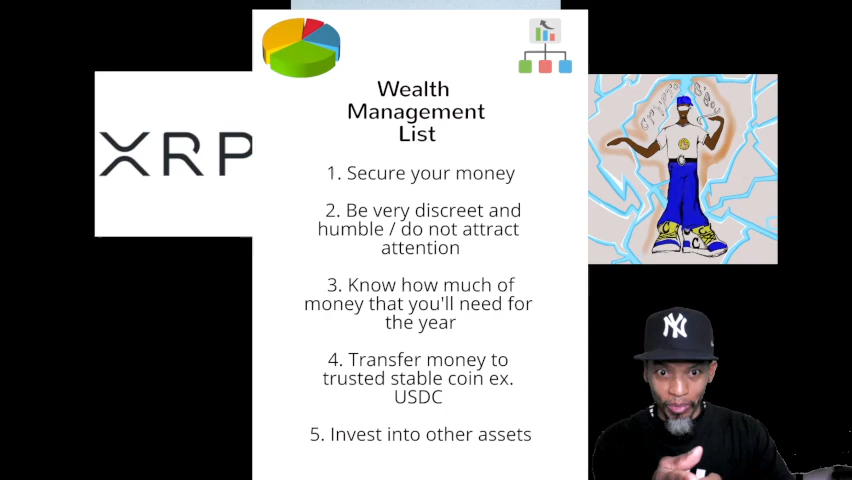 XRP
Wealth
Management
List
1. Secure your money
2. Be very discreet and
humble / do not attract
attention
3. Know how much of
money that you'll need for
the year
4. Transfer money to
trusted stable coin ex.
USDC
5. Invest into other assets
NY
C
C